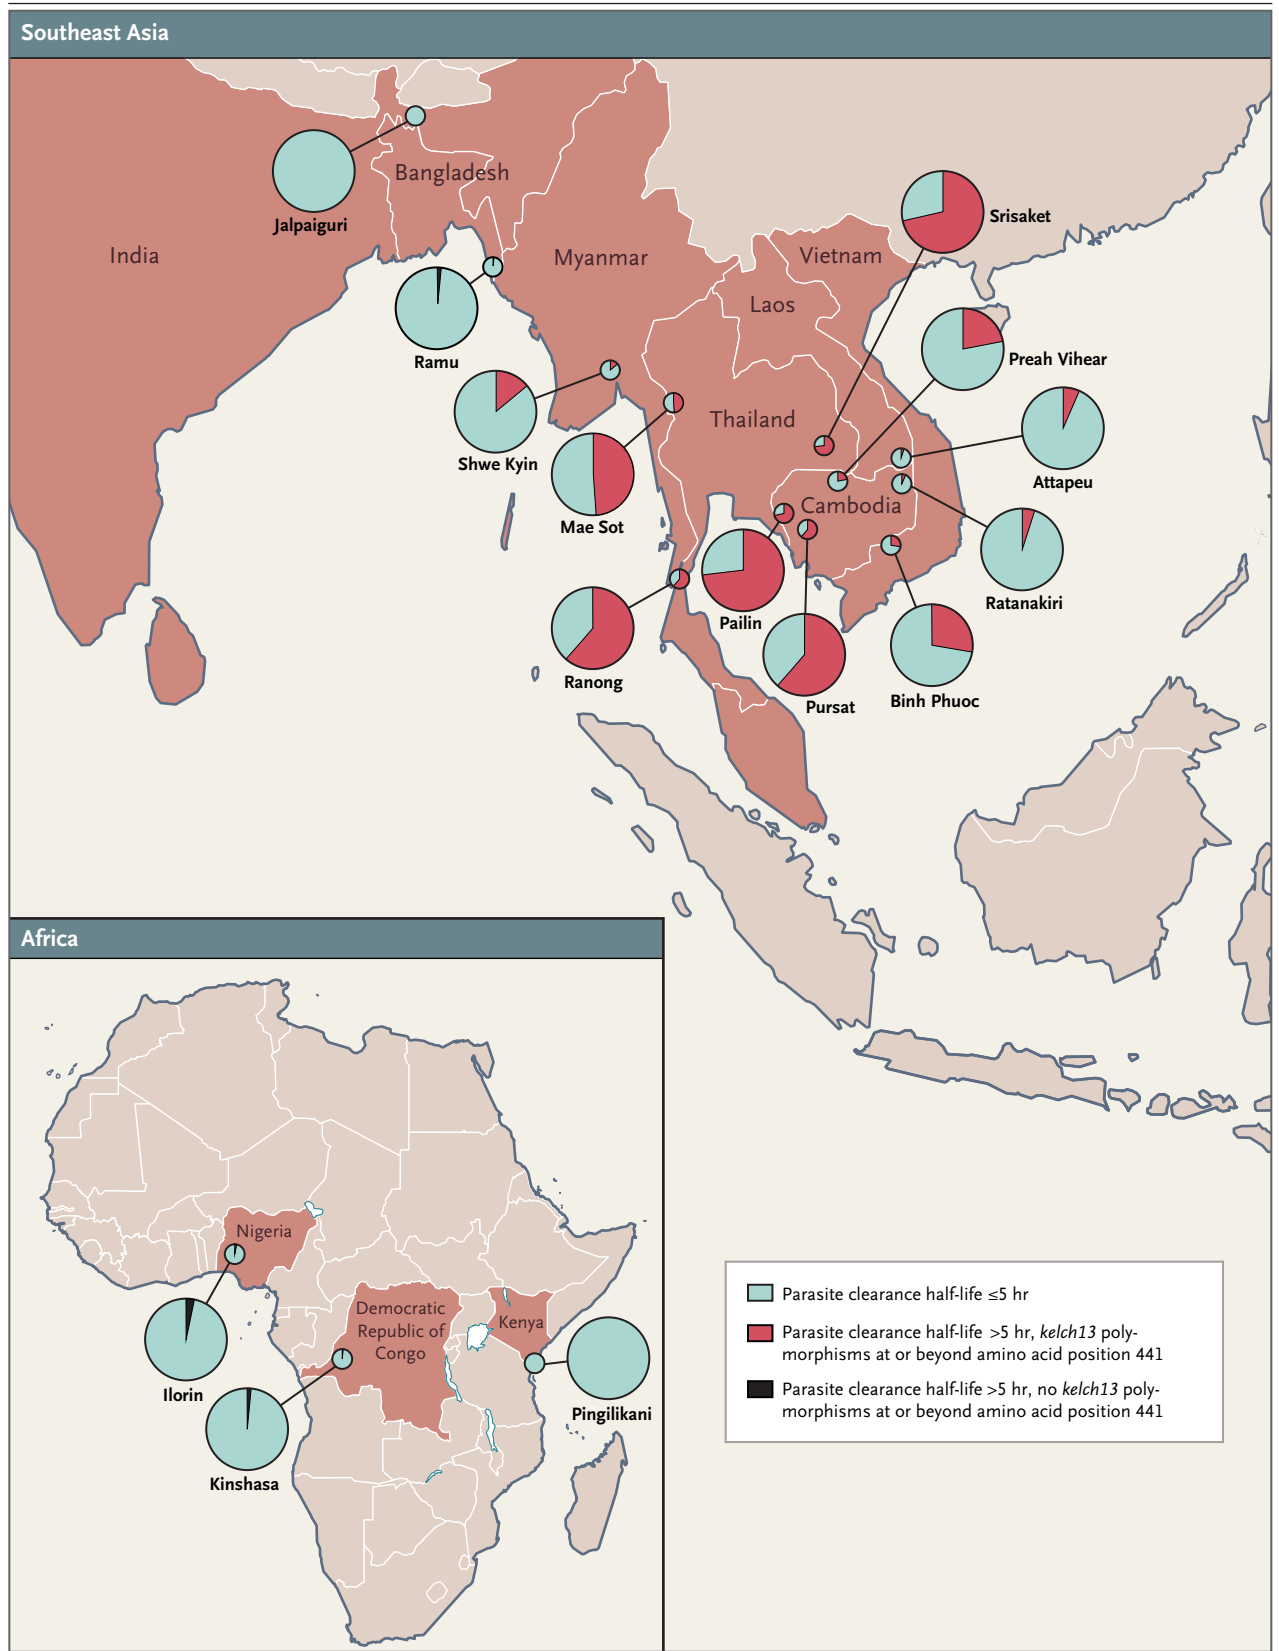 Southeast Asia
India
Bangladesh
Myanmar
Vietnam
Laos
Thailand
Cambodia
Jalpaiguri
Ramu
Shwe Kyin
Mae Sot
Ranong
Pailin
Pursat
Binh Phuoc
Ratanakiri
Attapeu
Preah Vihear
Srisaket
Africa
Nigeria
Democratic
Republic of
Congo
Kenya
Ilorin
Kinshasa
Pingilikani
Parasite clearance half-life ≤5 hr
Parasite clearance half-life >5 hr, kelch13 poly-
morphisms at or beyond amino acid position 441
Parasite clearance half-life >5 hr, no kelch13 poly-
morphisms at or beyond amino acid position 441